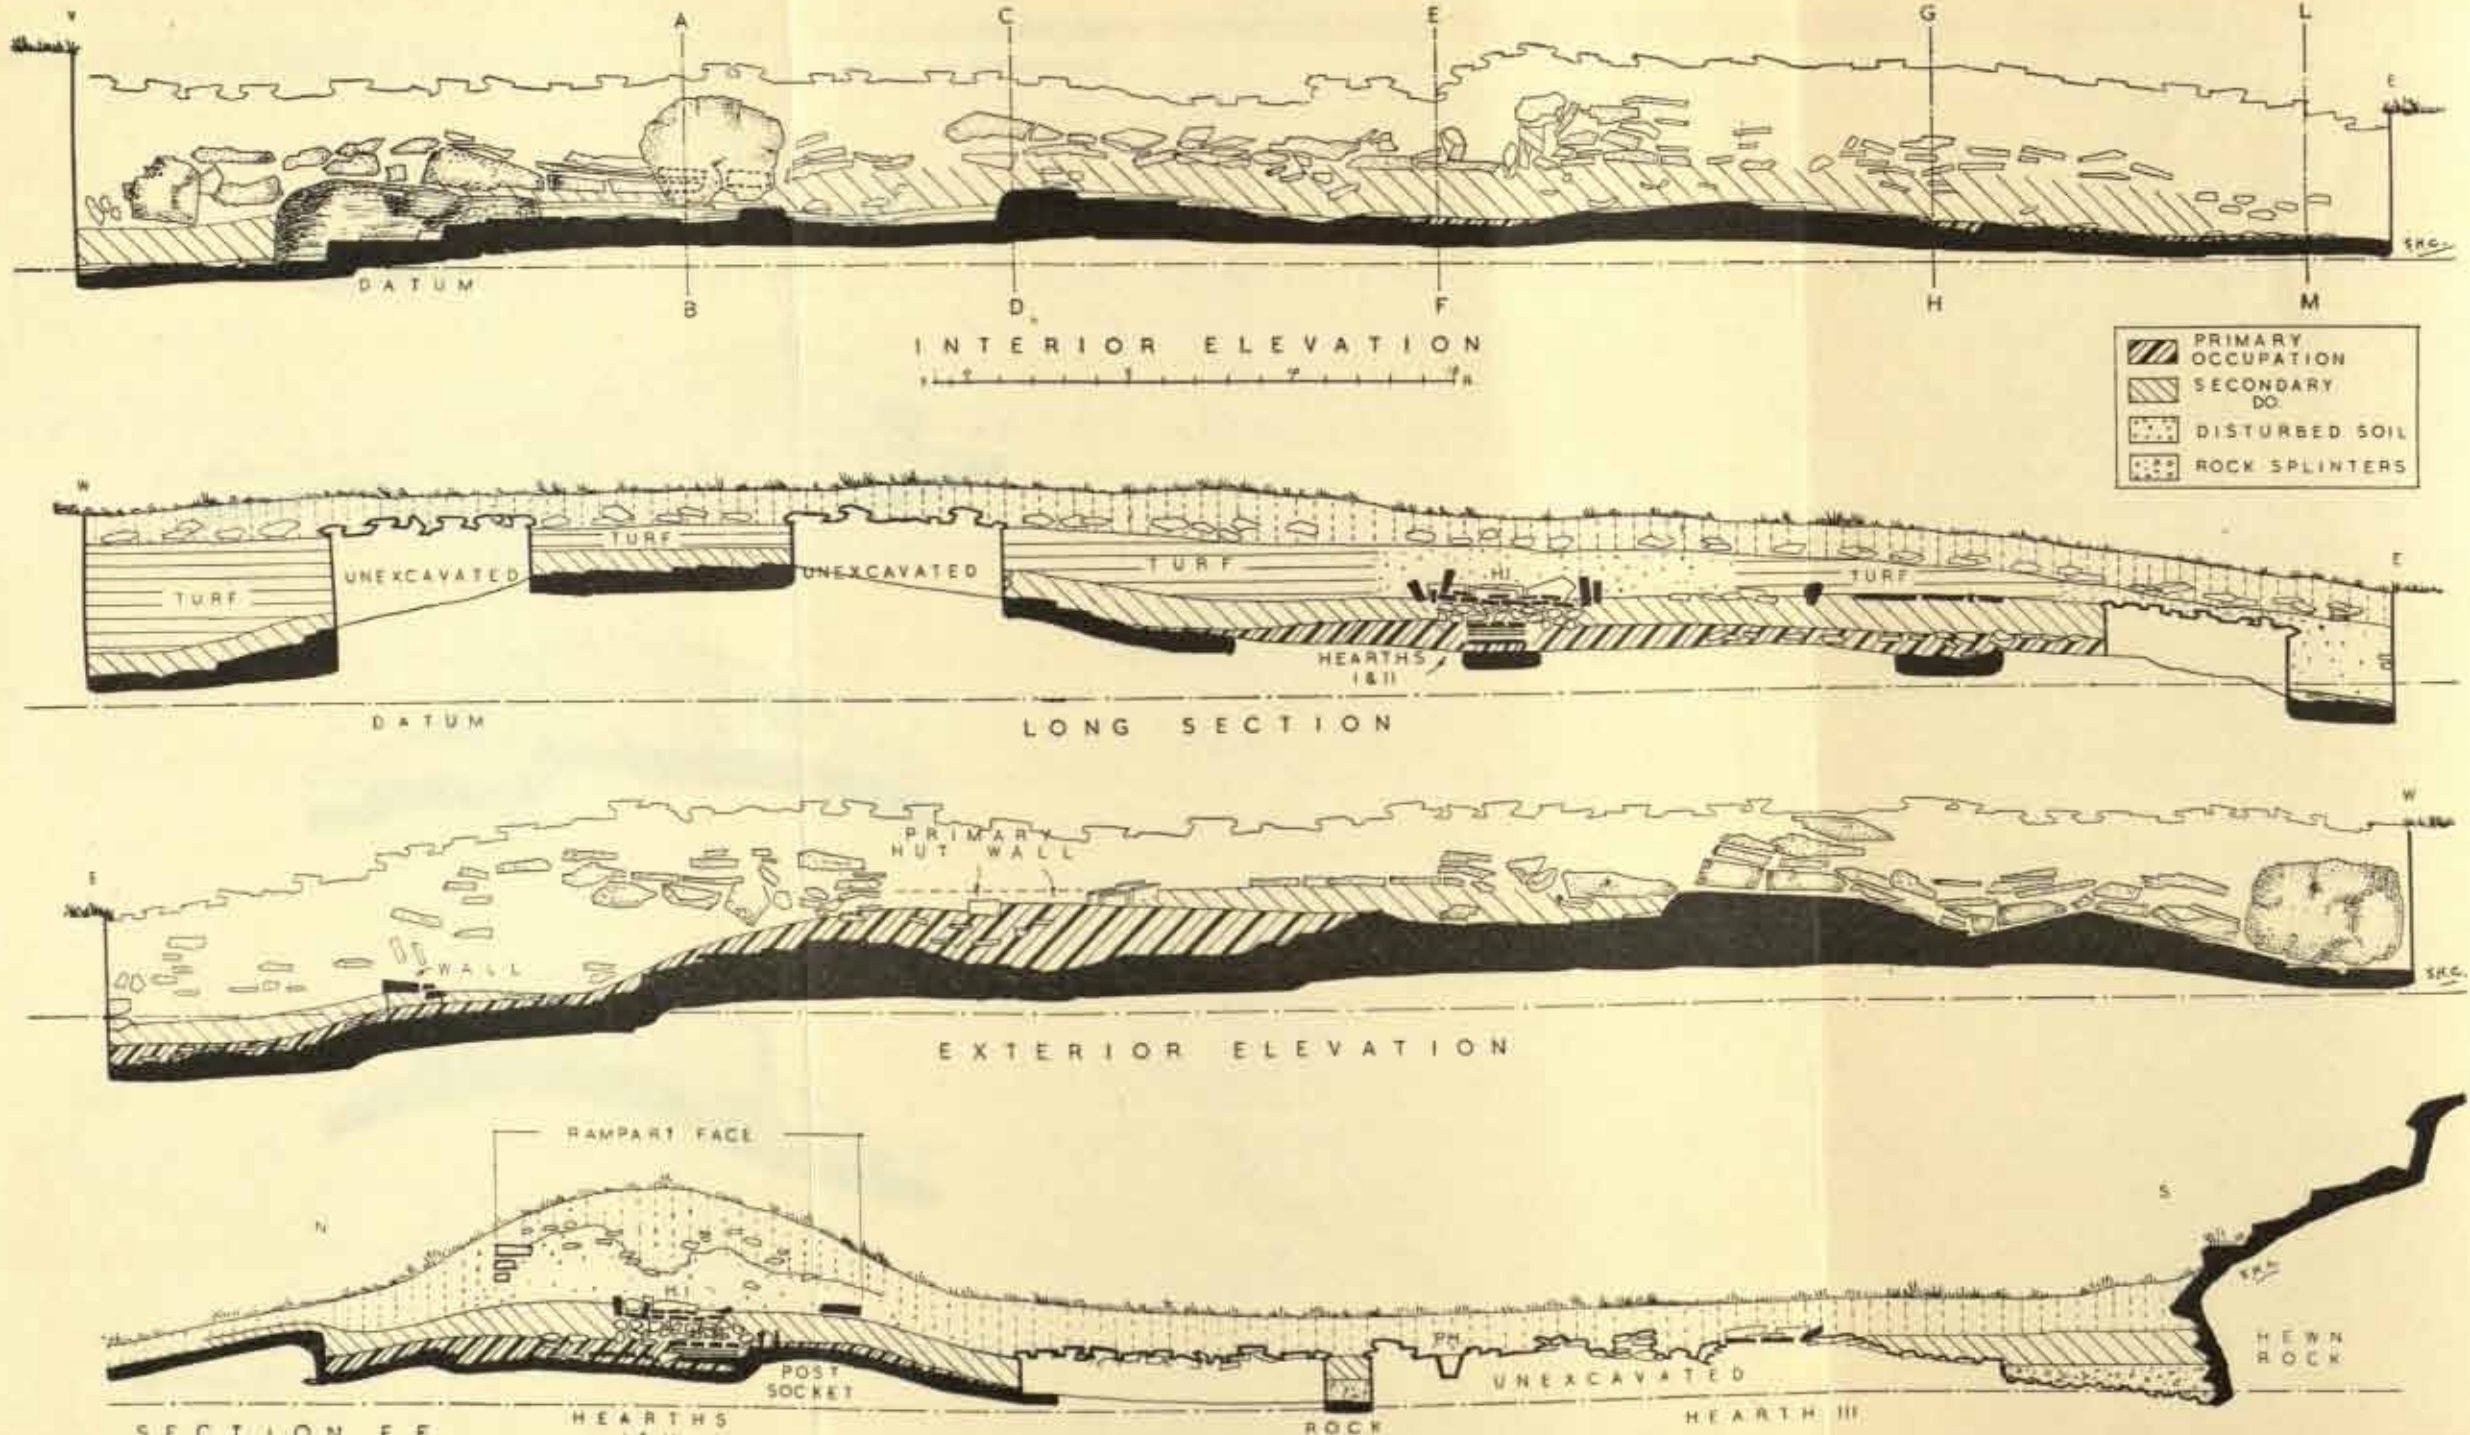 A
C
E
G
L
E
S.H.C.
DATUM
B
D
F
H
M
INTERIOR ELEVATION
PRIMARY
OCCUPATION
SECONDARY
DO.
DISTURBED SOIL
ROCK SPLINTERS
W
TURF
UNEXCAVATED
TURF
UNEXCAVATED
TURF
H.I
TURF
E
HEARTHS
I & II
DATUM
LONG SECTION
E
PRIMARY
HUT WALL
WALL
W
S.H.C.
EXTERIOR ELEVATION
RAMPART FACE
N
S
H.I
PH
POST
SOCKET
UNEXCAVATED
HEWN
ROCK
HEARTHS
ROCK
HEARTH III
SECTION E F